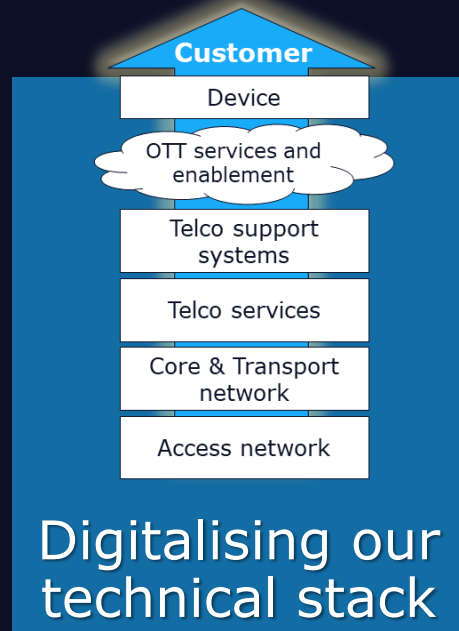 Customer
Device
OTT services and
enablement
Telco support
systems
Telco services
Core & Transport
network
Access network
Digitalising our
technical stack